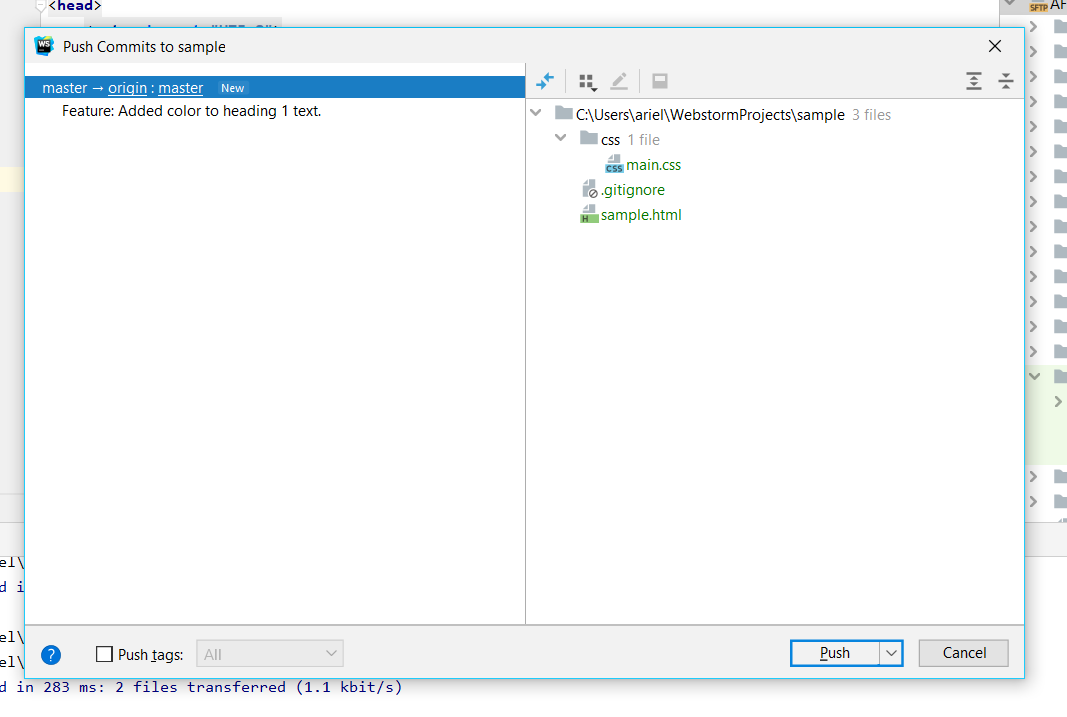 <head>
SFTP
WS Push Commits to sample
master → origin : master New
Feature: Added color to heading 1 text.
C:\Users\ariel\WebstormProjects\sample 3 files
css 1 file
CSS main.css
.gitignore
H sample.html
el\
d i
el\
el\
? Push tags: All Push Cancel
d in 283 ms: 2 files transferred (1.1 kbit/s)